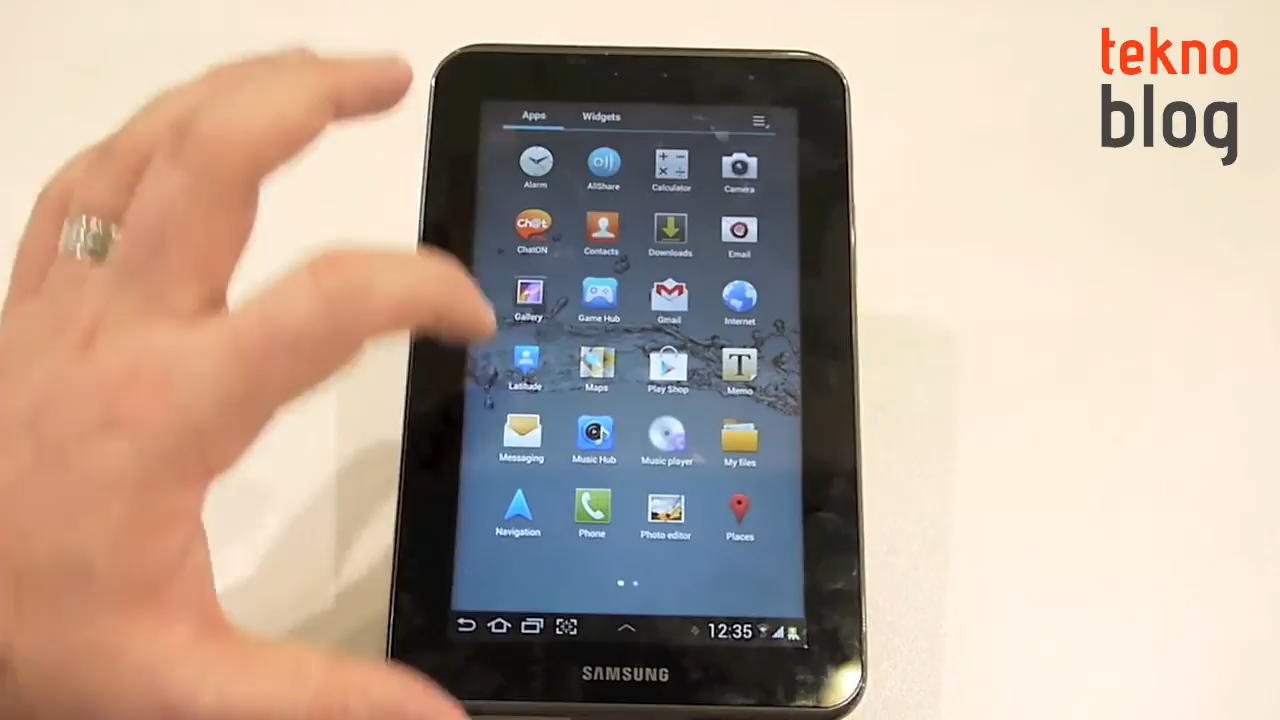 tekno
blog
Apps Widgets
Alarm AllShare Calculator Camera
ChatON Contacts Downloads Email
Gallery Game Hub Gmail Internet
Latitude Maps Play Shop Memo
Messaging Music Hub Music player My files
Navigation Phone Photo editor Places
12:35
SAMSUNG